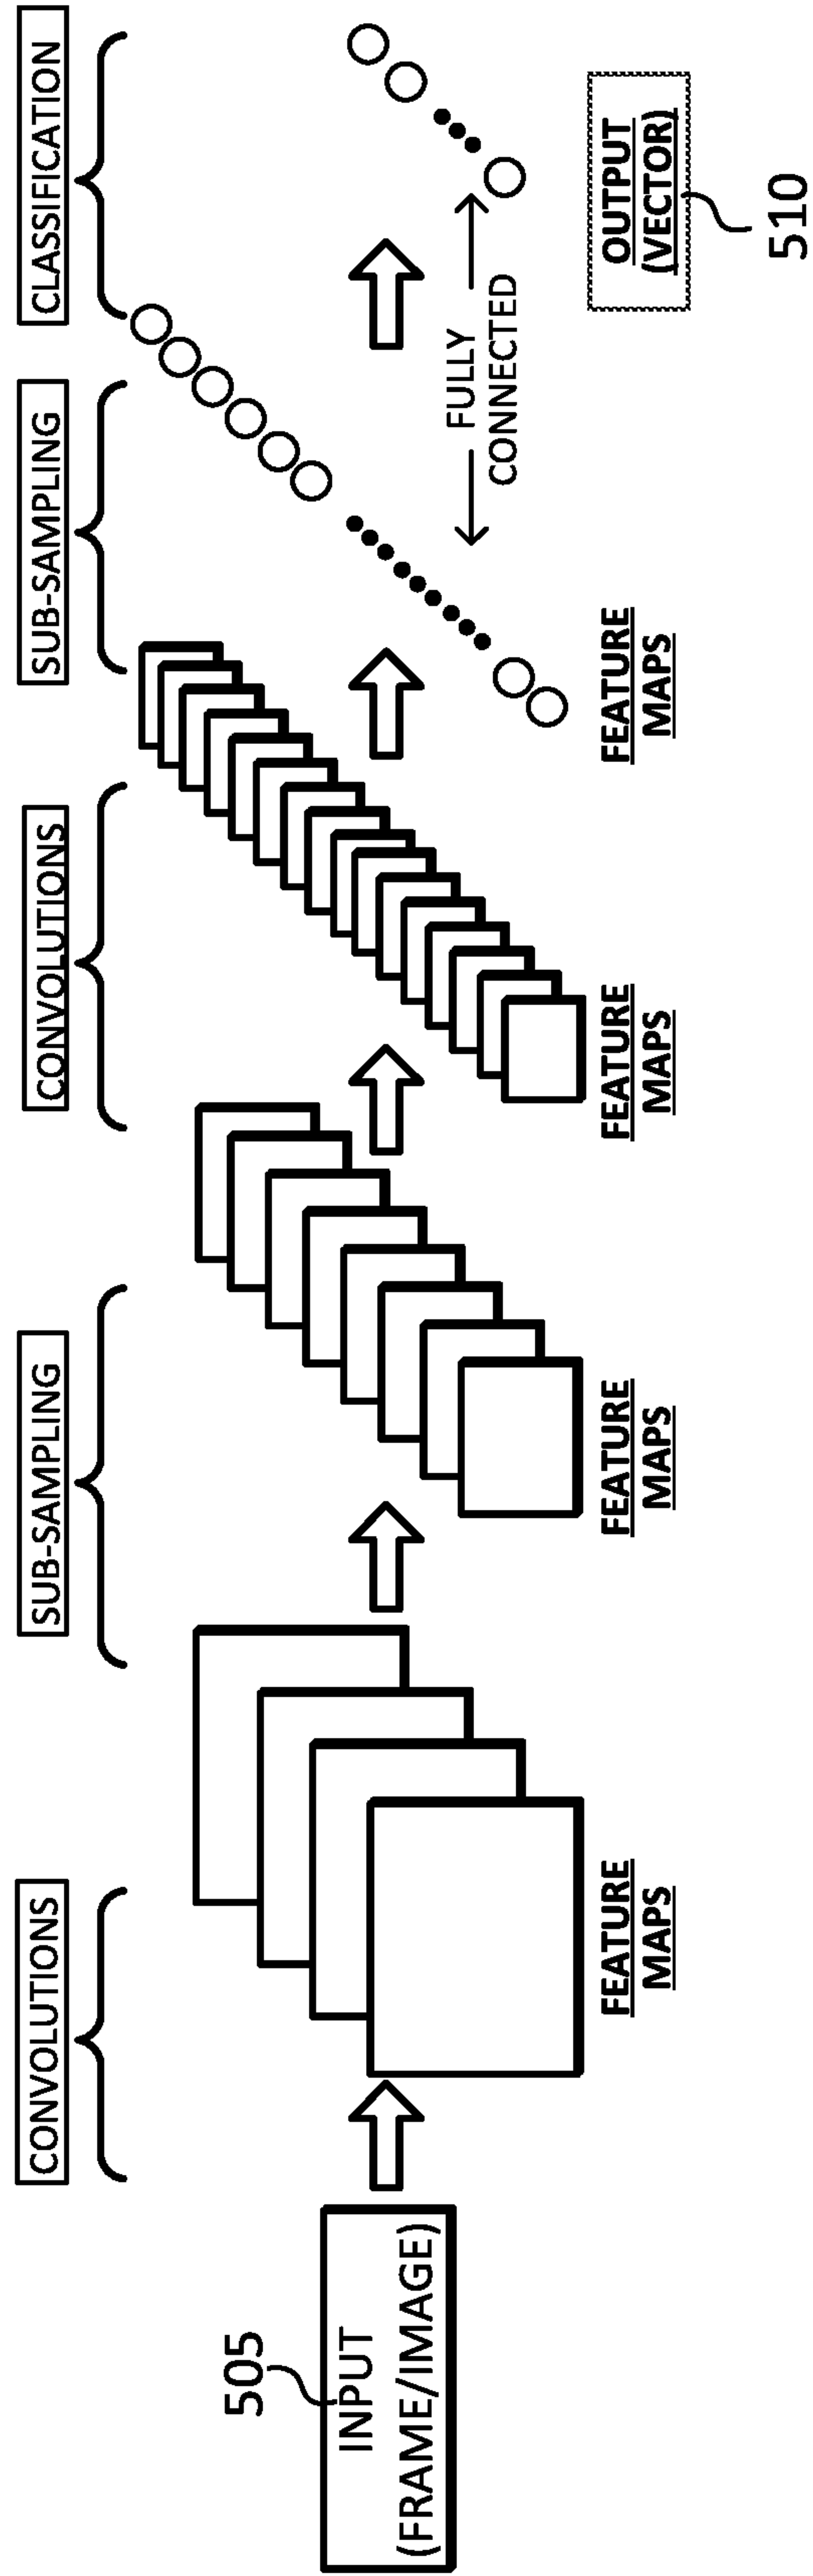 CONVOLUTIONS
SUB-SAMPLING
CONVOLUTIONS
SUB-SAMPLING
CLASSIFICATION
505
INPUT
(FRAME/IMAGE)
FULLY
CONNECTED
FEATURE
MAPS
FEATURE
MAPS
FEATURE
MAPS
FEATURE
MAPS
OUTPUT
(VECTOR)
510